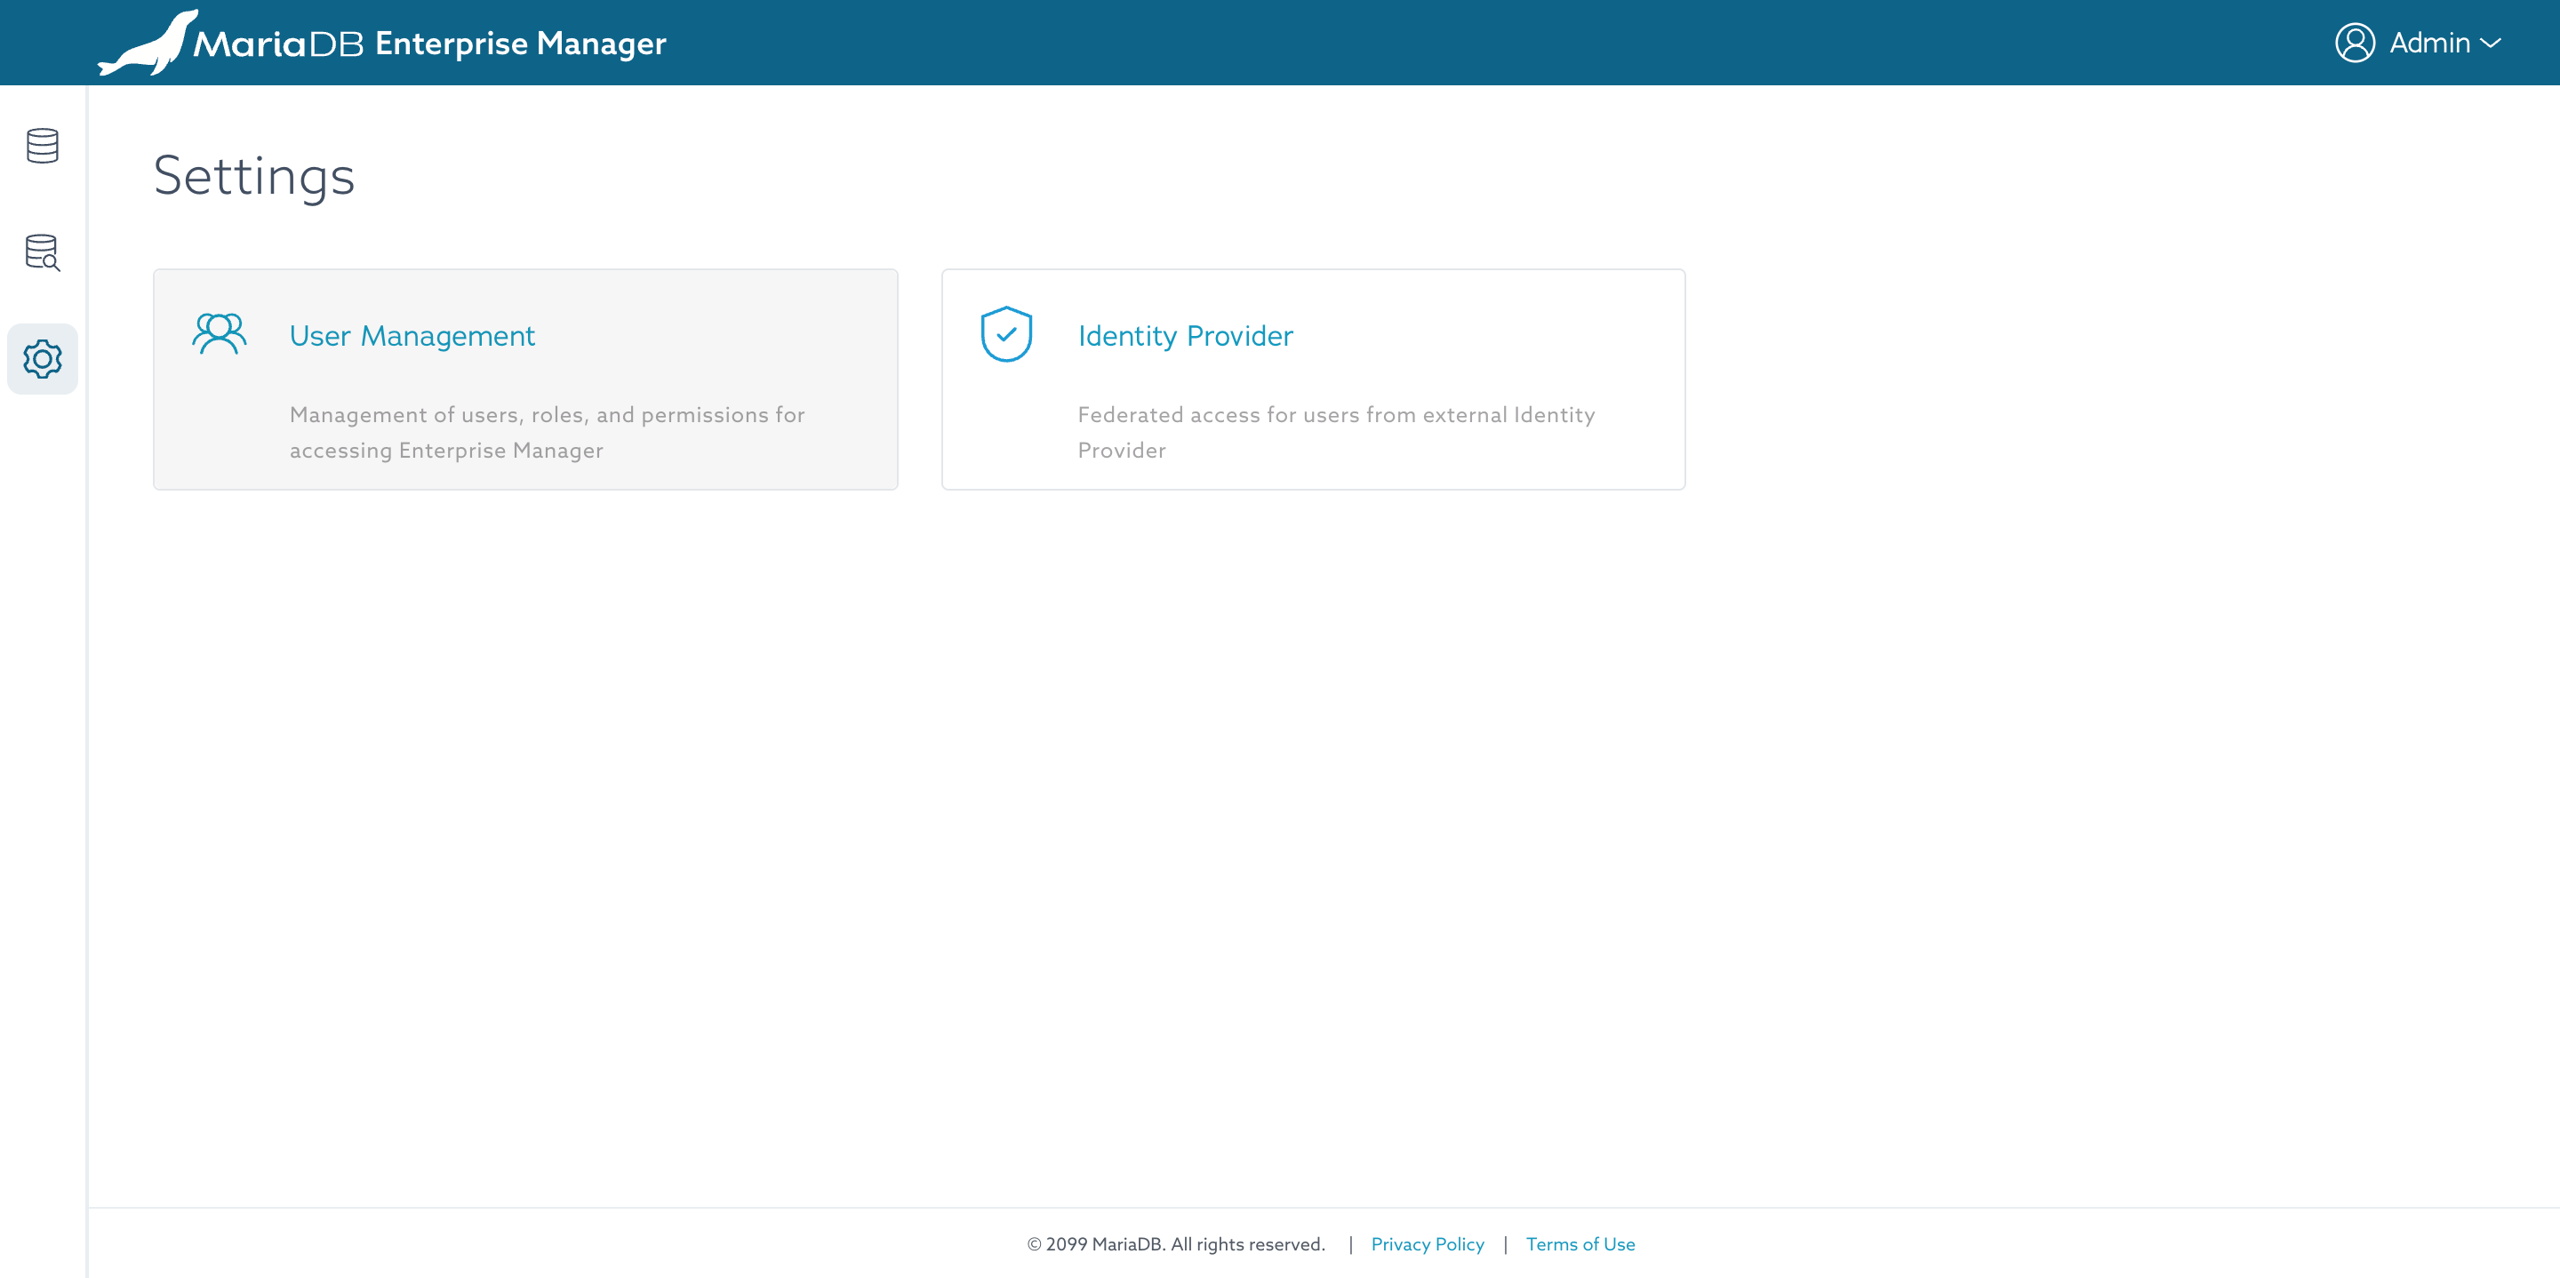 MariaDB Enterprise Manager
Admin
Settings
User Management
Management of users, roles, and permissions for
accessing Enterprise Manager
Identity Provider
Federated access for users from external Identity
Provider
© 2099 MariaDB. All rights reserved. | Privacy Policy | Terms of Use